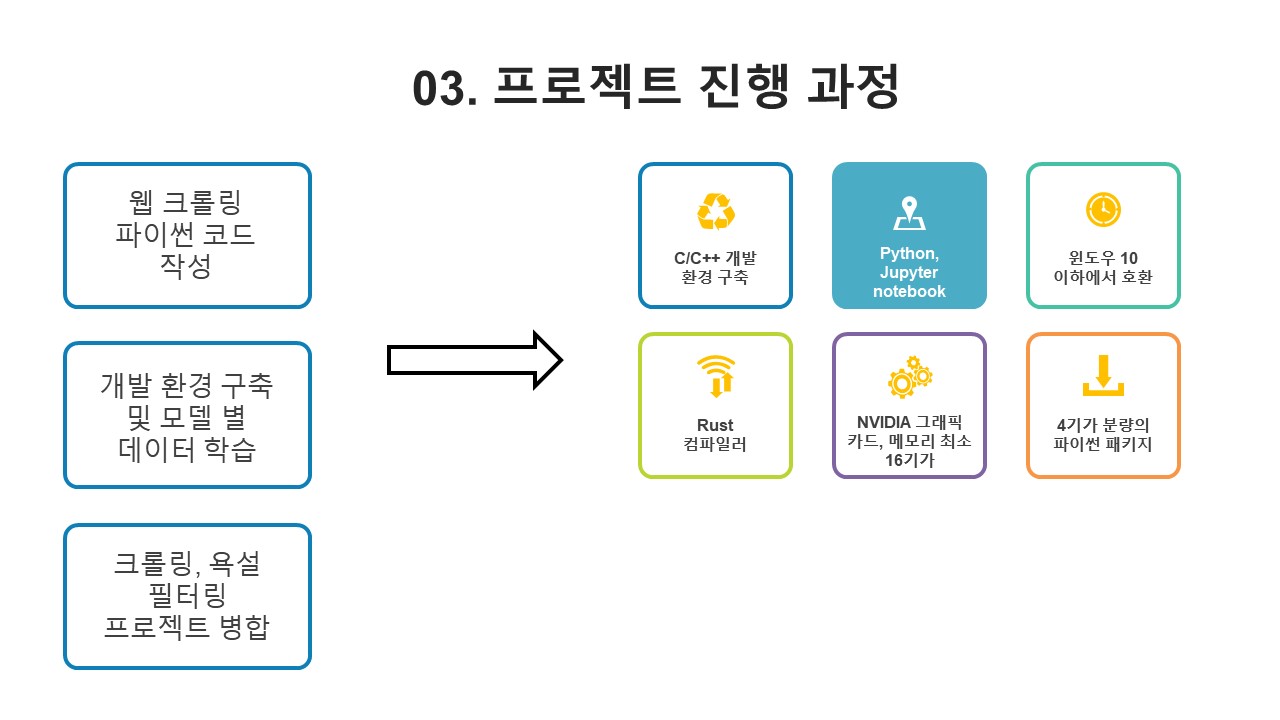 03. 프로젝트 진행 과정
웹 크롤링
파이썬 코드
작성
개발 환경 구축
및 모델 별
데이터 학습
크롤링, 욕설
필터링
프로젝트 병합
C/C++ 개발
환경 구축
Python,
Jupyter
notebook
윈도우 10
이하에서 호환
Rust
컴파일러
NVIDIA 그래픽
카드, 메모리 최소
16기가
4기가 분량의
파이썬 패키지